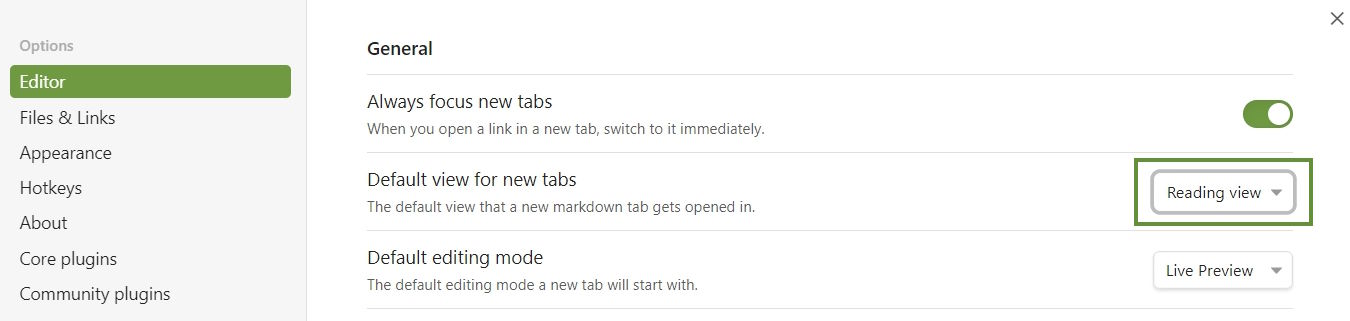 Options
Editor
Files & Links
Appearance
Hotkeys
About
Core plugins
Community plugins
General
Always focus new tabs
When you open a link in a new tab, switch to it immediately.
Default view for new tabs
The default view that a new markdown tab gets opened in.
Reading view
Default editing mode
The default editing mode a new tab will start with.
Live Preview